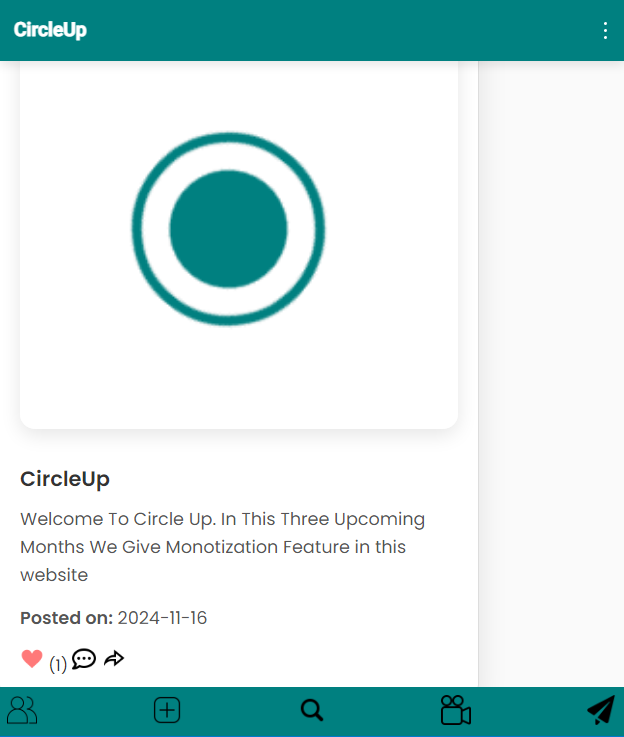 CircleUp
CircleUp
Welcome To Circle Up. In This Three Upcoming
Months We Give Monotization Feature in this
website
Posted on: 2024-11-16
(1)